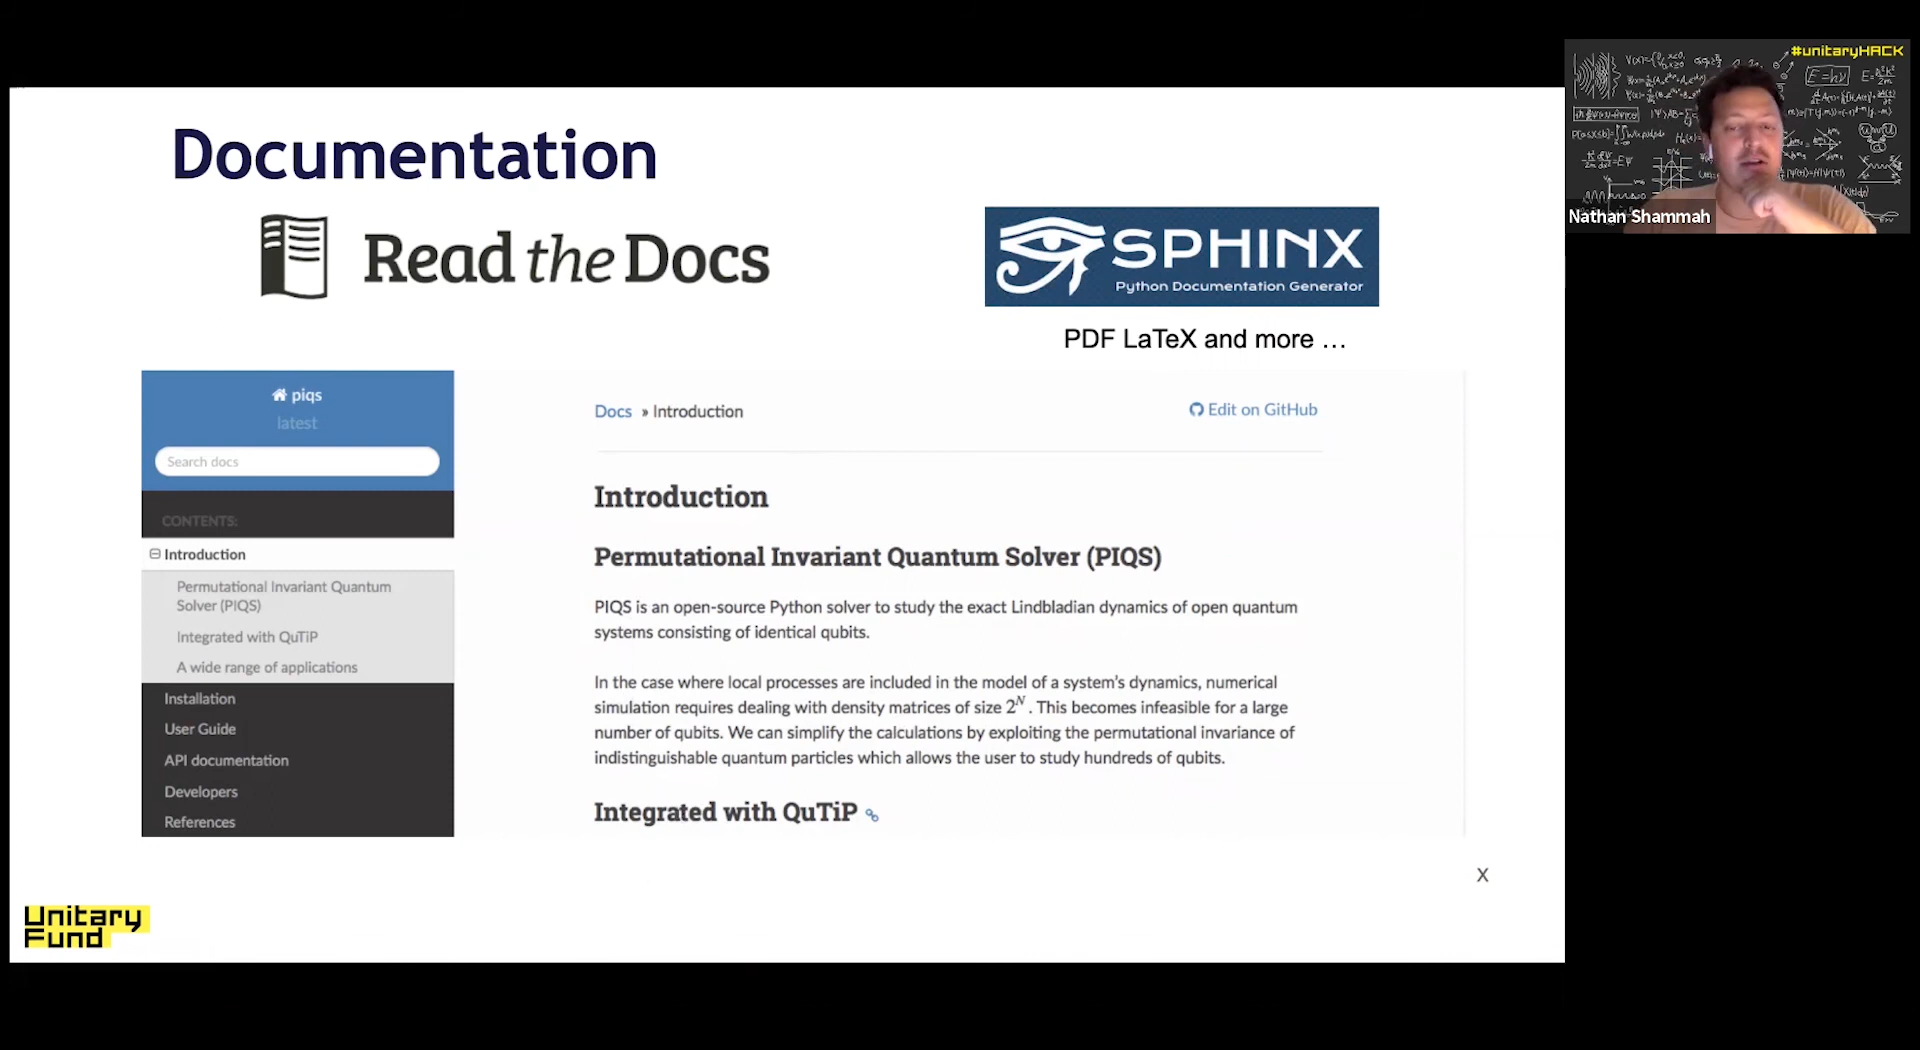 Documentation
Read the Docs
SPHINX
Python Documentation Generator
PDF LaTeX and more …
piqs
latest
Search docs
CONTENTS:
Introduction
Permutational Invariant Quantum
Solver (PIQS)
Integrated with QuTiP
A wide range of applications
Installation
User Guide
API documentation
Developers
References
Docs » Introduction
Edit on GitHub
Introduction
Permutational Invariant Quantum Solver (PIQS)
PIQS is an open-source Python solver to study the exact Lindbladian dynamics of open quantum
systems consisting of identical qubits.
In the case where local processes are included in the model of a system's dynamics, numerical
simulation requires dealing with density matrices of size 2^N. This becomes infeasible for a large
number of qubits. We can simplify the calculations by exploiting the permutational invariance of
indistinguishable quantum particles which allows the user to study hundreds of qubits.
Integrated with QuTiP
X
Unitary
Fund
#unitaryHACK
E=hν
Nathan Shammah